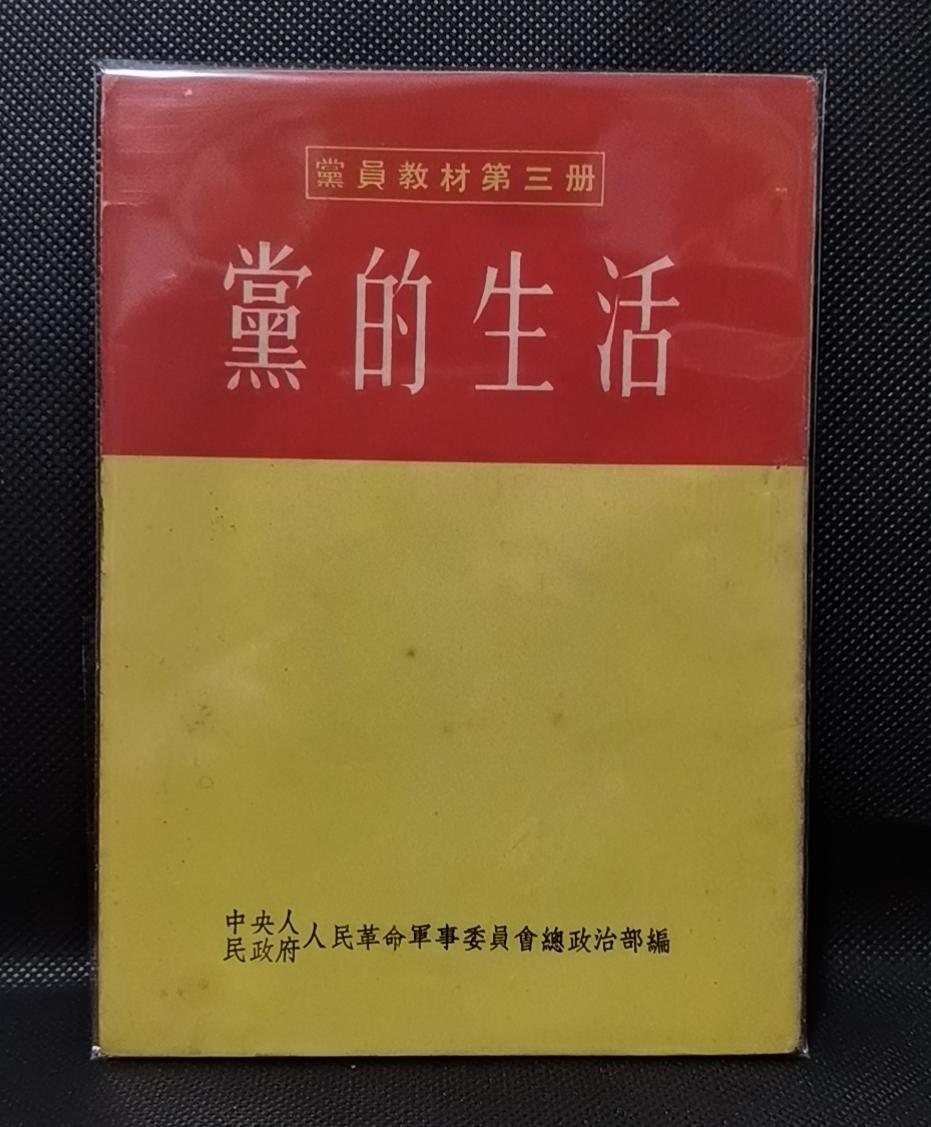 黨員教材第三册
黨的生活
中央人
民政府人民革命軍事委員會總政治部編